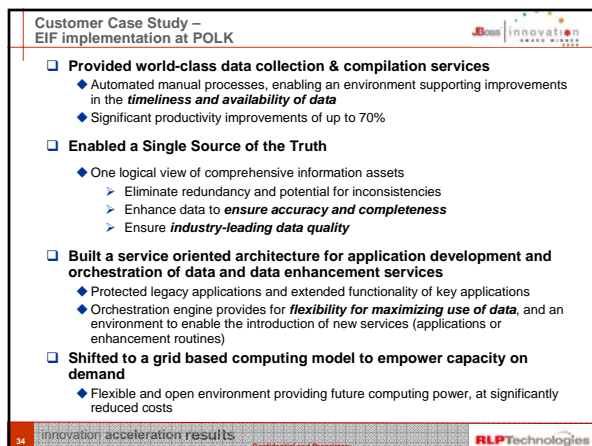 Customer Case Study –
EIF implementation at POLK
JBoss innovation
AWARD WINNER
Provided world-class data collection & compilation services
Automated manual processes, enabling an environment supporting improvements
in the timeliness and availability of data
Significant productivity improvements of up to 70%
Enabled a Single Source of the Truth
One logical view of comprehensive information assets
Eliminate redundancy and potential for inconsistencies
Enhance data to ensure accuracy and completeness
Ensure industry-leading data quality
Built a service oriented architecture for application development and
orchestration of data and data enhancement services
Protected legacy applications and extended functionality of key applications
Orchestration engine provides for flexibility for maximizing use of data, and an
environment to enable the introduction of new services (applications or
enhancement routines)
Shifted to a grid based computing model to empower capacity on
demand
Flexible and open environment providing future computing power, at significantly
reduced costs
34
innovation acceleration results
RLPTechnologies